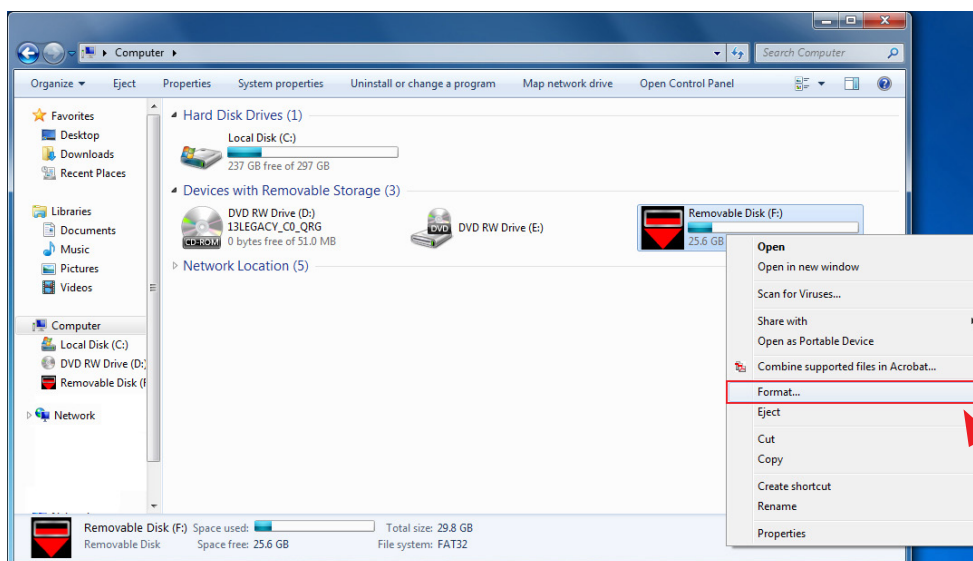 Computer
Search Computer
Organize Eject Properties System properties Uninstall or change a program Map network drive Open Control Panel
Favorites
Desktop
Downloads
Recent Places
Libraries
Documents
Music
Pictures
Videos
Computer
Local Disk (C:)
DVD RW Drive (D:)
Removable Disk (F
Network
Hard Disk Drives (1)
Local Disk (C:)
237 GB free of 297 GB
Devices with Removable Storage (3)
DVD RW Drive (D:)
13LEGACY_C0_QRG
CD-ROM
0 bytes free of 51.0 MB
DVD
DVD RW Drive (E:)
Removable Disk (F:)
25.6 GB
Network Location (5)
Open
Open in new window
Scan for Viruses...
Share with
Open as Portable Device
Combine supported files in Acrobat...
Format...
Eject
Cut
Copy
Create shortcut
Rename
Properties
Removable Disk (F:) Space used: Total size: 29.8 GB
Removable Disk Space free: 25.6 GB File system: FAT32